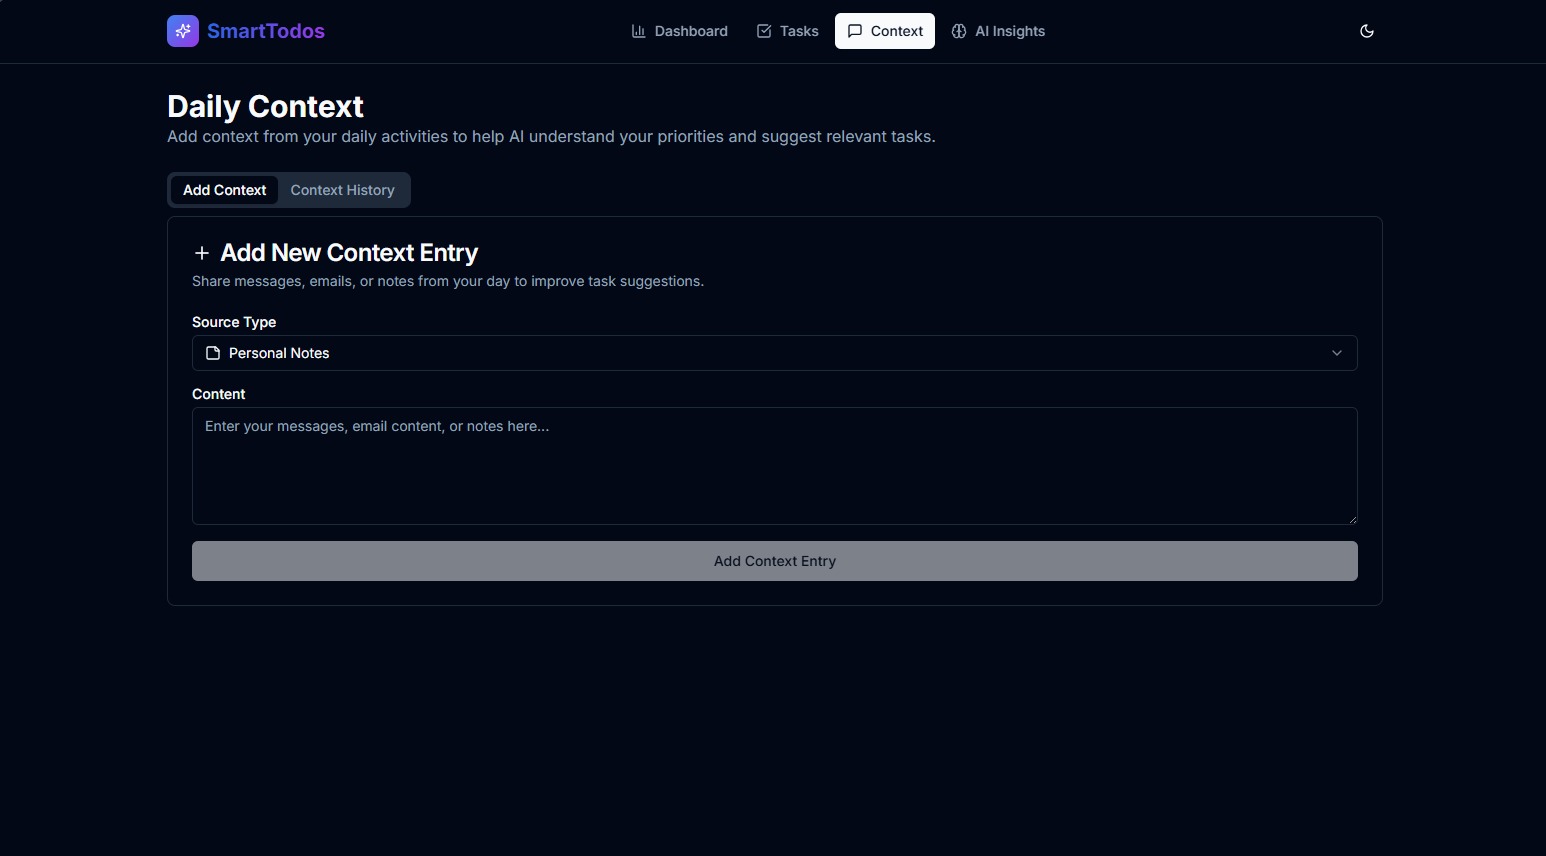 SmartTodos
Dashboard
Tasks
Context
AI Insights
Daily Context
Add context from your daily activities to help AI understand your priorities and suggest relevant tasks.
Add Context
Context History
Add New Context Entry
Share messages, emails, or notes from your day to improve task suggestions.
Source Type
Personal Notes
Content
Enter your messages, email content, or notes here...
Add Context Entry